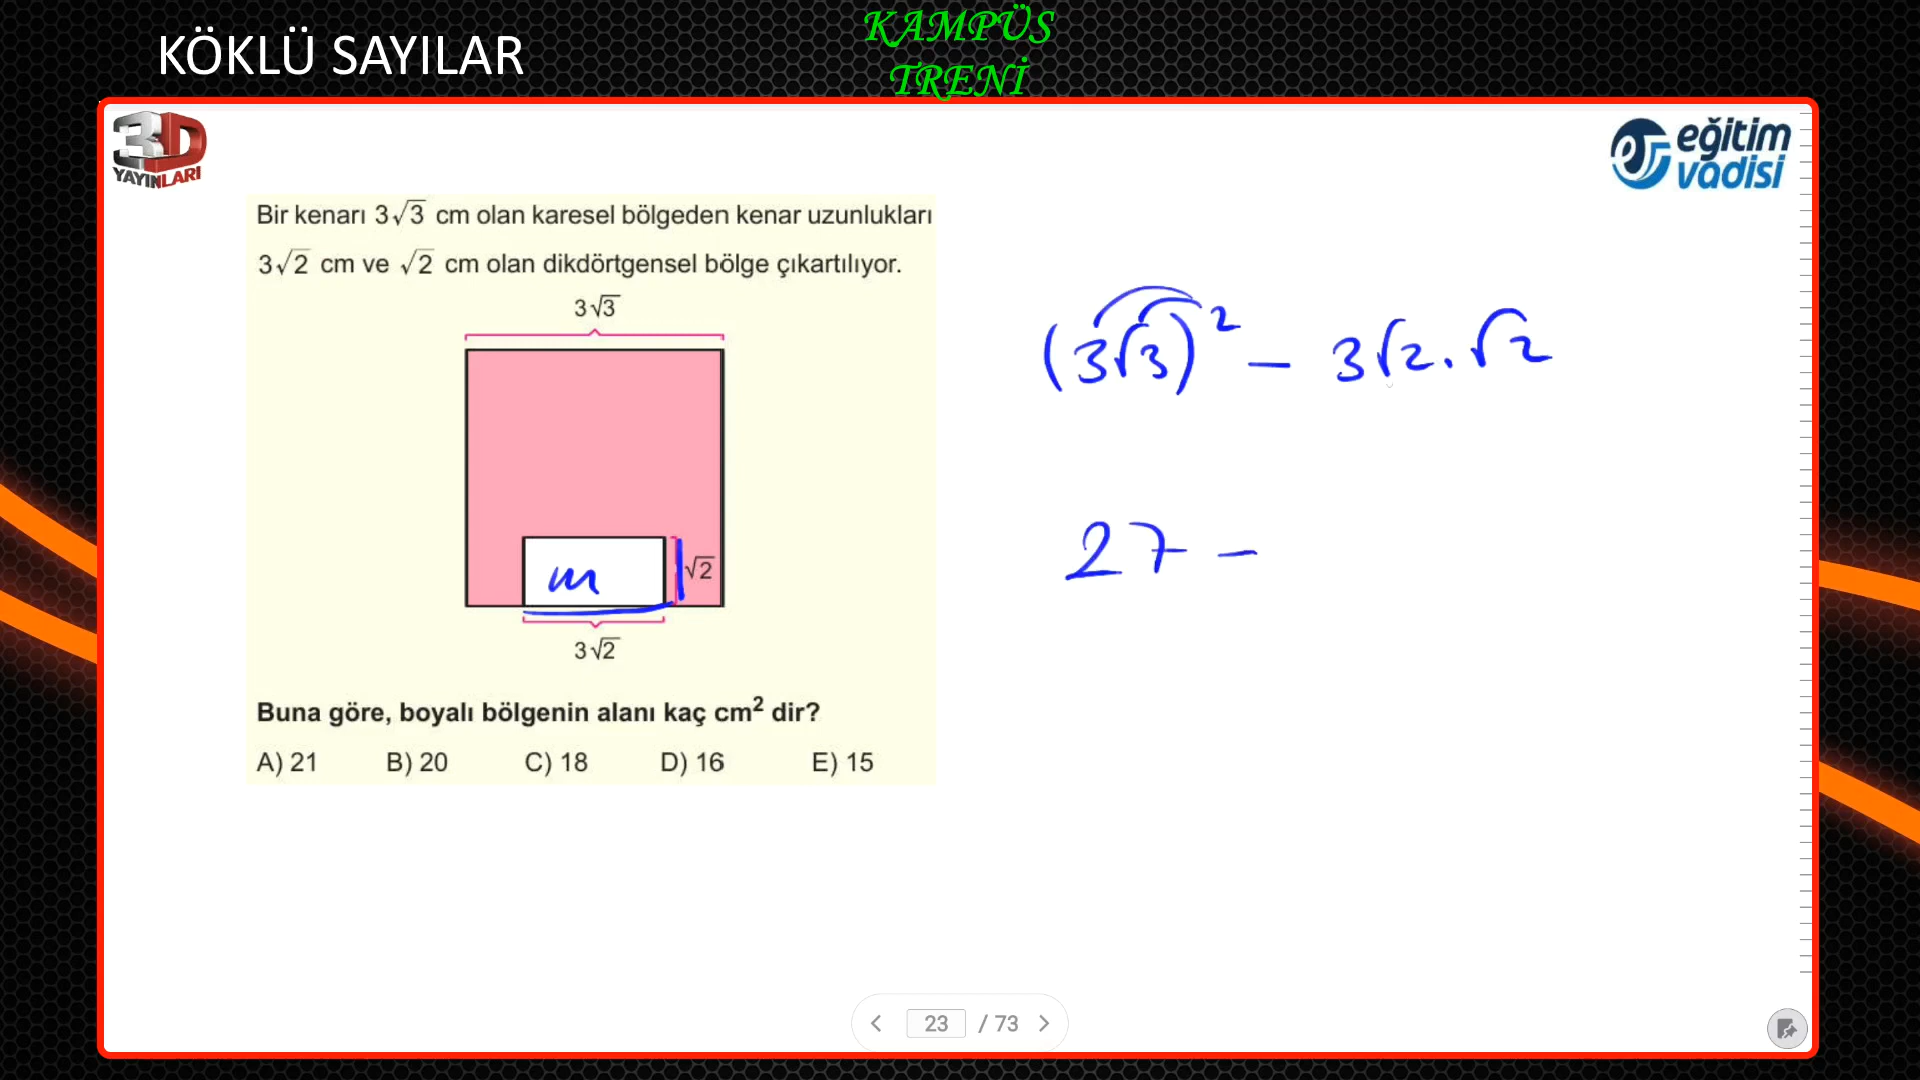 KÖKLÜ SAYILAR
KAMPÜS
TRENİ
3D
YAYINLARI
eğitim
vadisi
Bir kenarı 3√3 cm olan karesel bölgeden kenar uzunlukları
3√2 cm ve √2 cm olan dikdörtgensel bölge çıkartılıyor.
3√3
m
√2
3√2
Buna göre, boyalı bölgenin alanı kaç cm² dir?
A) 21 B) 20 C) 18 D) 16 E) 15
(3√3)² – 3√2 . √2
27 –
23 / 73